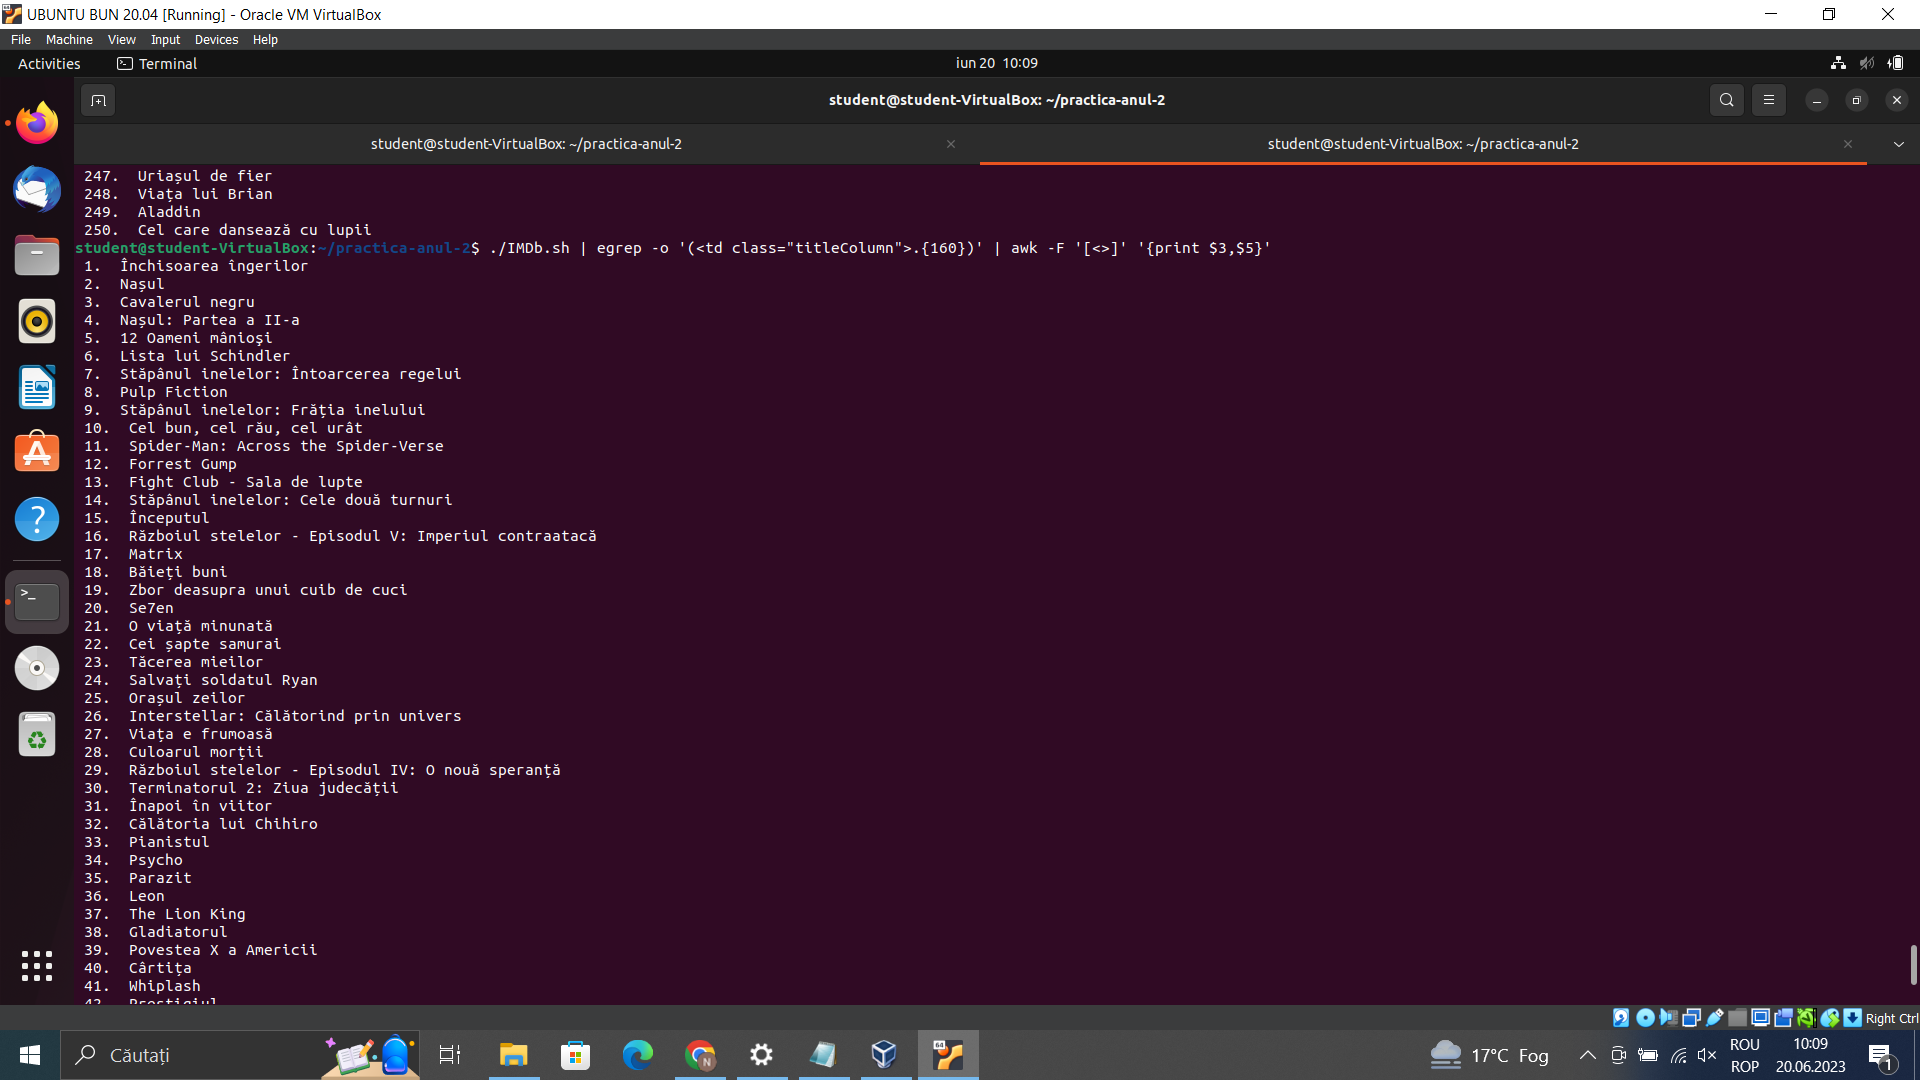 UBUNTU BUN 20.04 [Running] - Oracle VM VirtualBox
File Machine View Input Devices Help
Activities Terminal iun 20 10:09
student@student-VirtualBox: ~/practica-anul-2
student@student-VirtualBox: ~/practica-anul-2 student@student-VirtualBox: ~/practica-anul-2
247. Uriașul de fier
248. Viața lui Brian
249. Aladdin
250. Cel care dansează cu lupii
student@student-VirtualBox:~/practica-anul-2$ ./IMDb.sh | egrep -o '(<td class="titleColumn">.{160})' | awk -F '[<>]' '{print $3,$5}'
1. Închisoarea îngerilor
2. Nașul
3. Cavalerul negru
4. Nașul: Partea a II-a
5. 12 Oameni mânioşi
6. Lista lui Schindler
7. Stăpânul inelelor: Întoarcerea regelui
8. Pulp Fiction
9. Stăpânul inelelor: Frăția inelului
10. Cel bun, cel rău, cel urât
11. Spider-Man: Across the Spider-Verse
12. Forrest Gump
13. Fight Club - Sala de lupte
14. Stăpânul inelelor: Cele două turnuri
15. Începutul
16. Războiul stelelor - Episodul V: Imperiul contraatacă
17. Matrix
18. Băieţi buni
19. Zbor deasupra unui cuib de cuci
20. Se7en
21. O viață minunată
22. Cei șapte samurai
23. Tăcerea mieilor
24. Salvați soldatul Ryan
25. Orașul zeilor
26. Interstellar: Călătorind prin univers
27. Viața e frumoasă
28. Culoarul morții
29. Războiul stelelor - Episodul IV: O nouă speranță
30. Terminatorul 2: Ziua judecății
31. Înapoi în viitor
32. Călătoria lui Chihiro
33. Pianistul
34. Psycho
35. Parazit
36. Leon
37. The Lion King
38. Gladiatorul
39. Povestea X a Americii
40. Cârtița
41. Whiplash
42. Prestigiul
Right Ctrl
Căutați 17°C Fog ROU ROP 10:09 20.06.2023 1